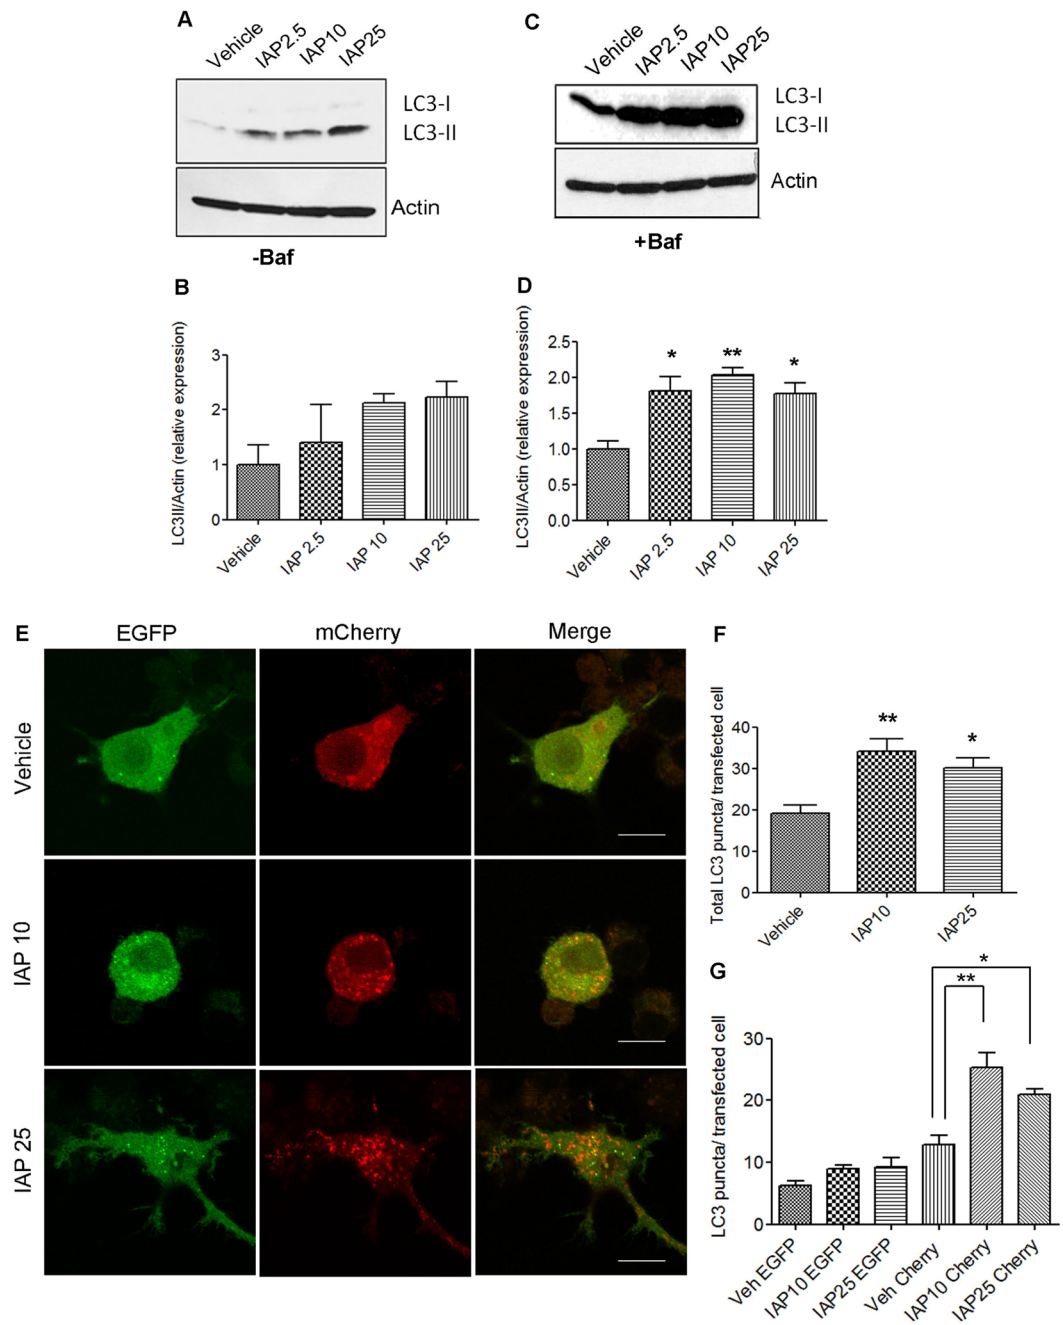 A
Vehicle
IAP2.5
IAP10
IAP25
LC3-I
LC3-II
Actin
-Baf
C
Vehicle
IAP2.5
IAP10
IAP25
LC3-I
LC3-II
Actin
+Baf
B
LC3II/Actin (relative expression)
3
2
1
0
Vehicle
IAP 2.5
IAP 10
IAP 25
D
LC3II/Actin (relative expression)
2.5
2.0
1.5
1.0
0.5
0.0
*
**
*
Vehicle
IAP 2.5
IAP 10
IAP 25
E
EGFP
mCherry
Merge
Vehicle
IAP 10
IAP 25
F
Total LC3 puncta/ transfected cell
40
30
20
10
0
**
*
Vehicle
IAP10
IAP25
G
LC3 puncta/ transfected cell
30
20
10
0
*
**
Veh EGFP
IAP10 EGFP
IAP25 EGFP
Veh Cherry
IAP10 Cherry
IAP25 Cherry